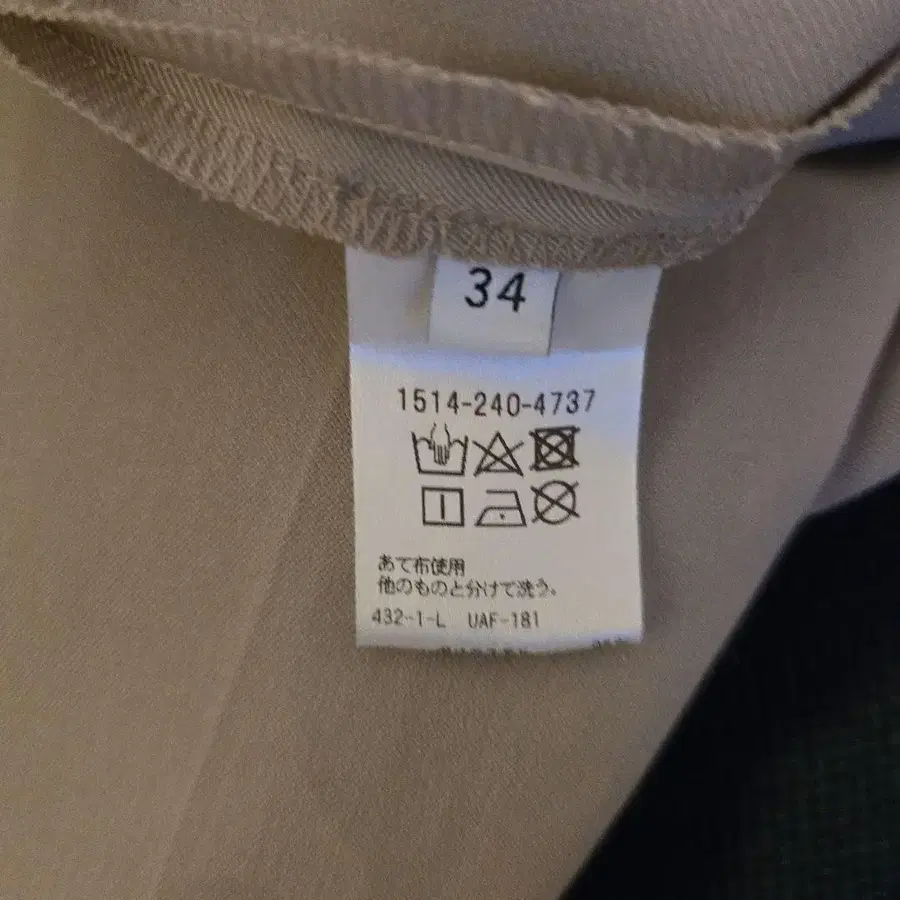 34
1514-240-4737
あて布使用
他のものと分けて洗う。
432-1-L UAF-181